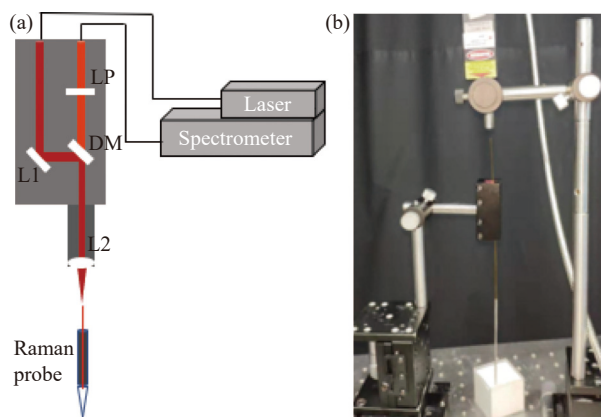 (a)
LP
Laser
Spectrometer
DM
L1
L2
Raman
probe
(b)